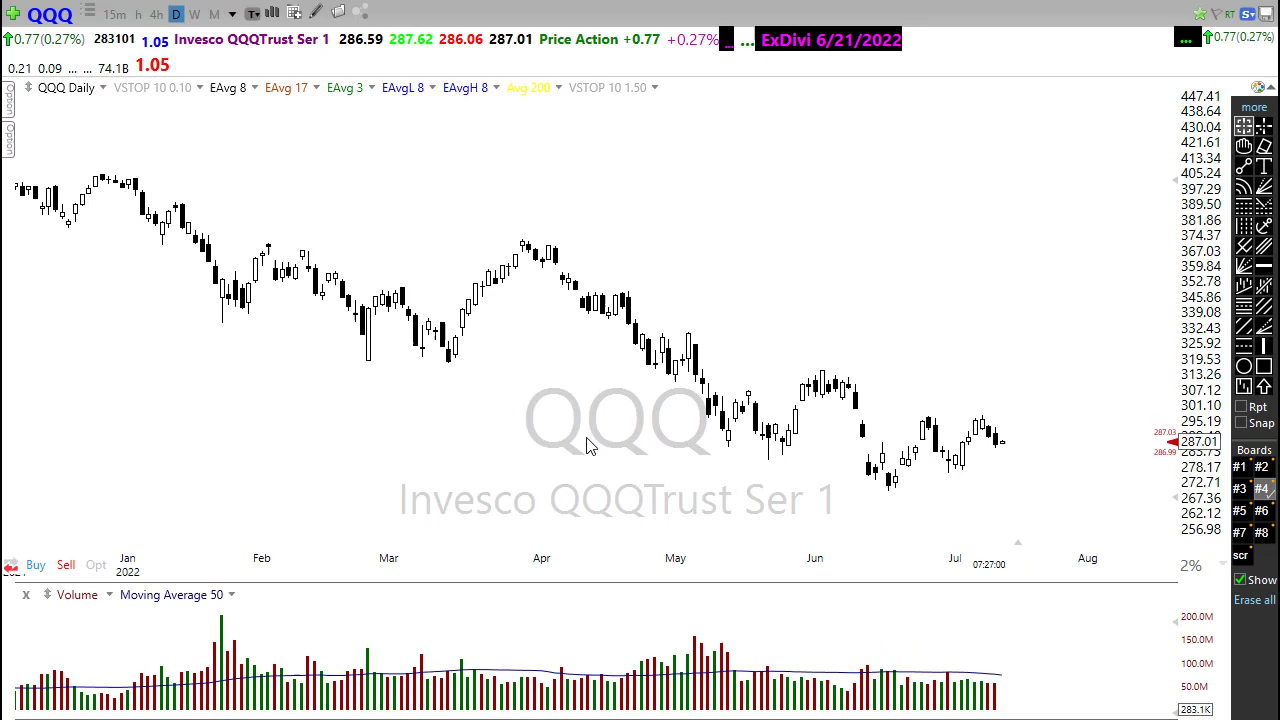 QQQ 15m h 4h D W M T RT S
0.77(0.27%) 283101 1.05 Invesco QQQTrust Ser 1 286.59 287.62 286.06 287.01 Price Action +0.77 +0.27% ... ... ExDivi 6/21/2022 ... 0.77(0.27%)
0.21 0.09 ... ... 74.1B 1.05
QQQ Daily VSTOP 10 0.10 EAvg 8 EAvg 17 EAvg 3 EAvgL 8 EAvgH 8 Avg 200 VSTOP 10 1.50
Option
Option
447.41
438.64
430.04
421.61
413.34
405.24
397.29
389.50
381.86
374.37
367.03
359.84
352.78
345.86
339.08
332.43
325.92
319.53
313.26
307.12
301.10
295.19
287.03
287.01
286.99
278.17
272.71
267.36
262.12
256.98
QQQ
Invesco QQQTrust Ser 1
Jan Feb Mar Apr May Jun Jul Aug
2022 07:27:00
Buy Sell Opt 2%
X Volume Moving Average 50
200.0M
150.0M
100.0M
50.0M
283.1K
more
T
Rpt
Snap
Boards
#1 #2
#3 #4
#5 #6
#7 #8
scr
Show
Erase all